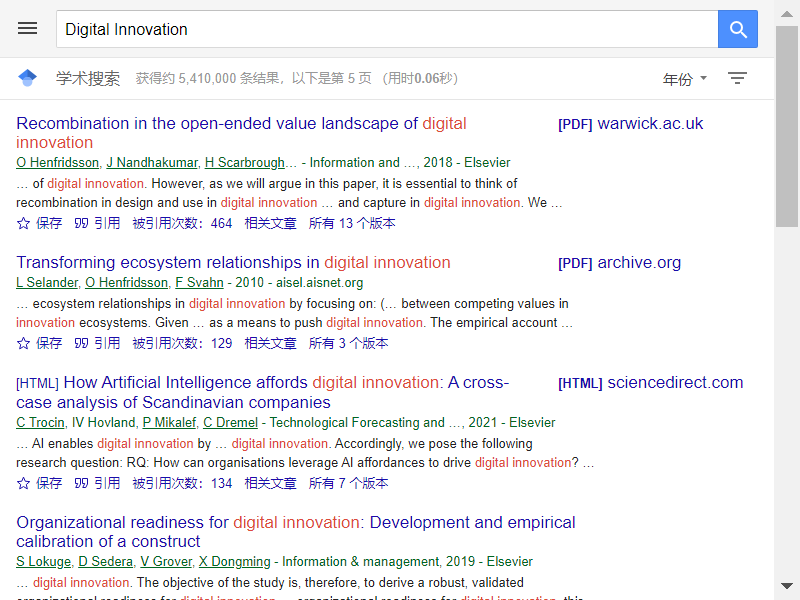 Digital Innovation
学术搜索 获得约 5,410,000 条结果，以下是第 5 页 （用时0.06秒） 年份
Recombination in the open-ended value landscape of digital innovation
[PDF] warwick.ac.uk
O Henfridsson, J Nandhakumar, H Scarbrough… - Information and …, 2018 - Elsevier
… of digital innovation. However, as we will argue in this paper, it is essential to think of
recombination in design and use in digital innovation … and capture in digital innovation. We …
保存 引用 被引用次数：464 相关文章 所有 13 个版本
Transforming ecosystem relationships in digital innovation
[PDF] archive.org
L Selander, O Henfridsson, F Svahn - 2010 - aisel.aisnet.org
… ecosystem relationships in digital innovation by focusing on: (… between competing values in
innovation ecosystems. Given … as a means to push digital innovation. The empirical account …
保存 引用 被引用次数：129 相关文章 所有 3 个版本
[HTML] How Artificial Intelligence affords digital innovation: A cross-
case analysis of Scandinavian companies
[HTML] sciencedirect.com
C Trocin, IV Hovland, P Mikalef, C Dremel - Technological Forecasting and …, 2021 - Elsevier
… AI enables digital innovation by … digital innovation. Accordingly, we pose the following
research question: RQ: How can organisations leverage AI affordances to drive digital innovation? …
保存 引用 被引用次数：134 相关文章 所有 7 个版本
Organizational readiness for digital innovation: Development and empirical
calibration of a construct
S Lokuge, D Sedera, V Grover, X Dongming - Information & management, 2019 - Elsevier
… digital innovation. The objective of the study is, therefore, to derive a robust, validated
organizational readiness for digital innovation … organizational readiness for digital innovation, this